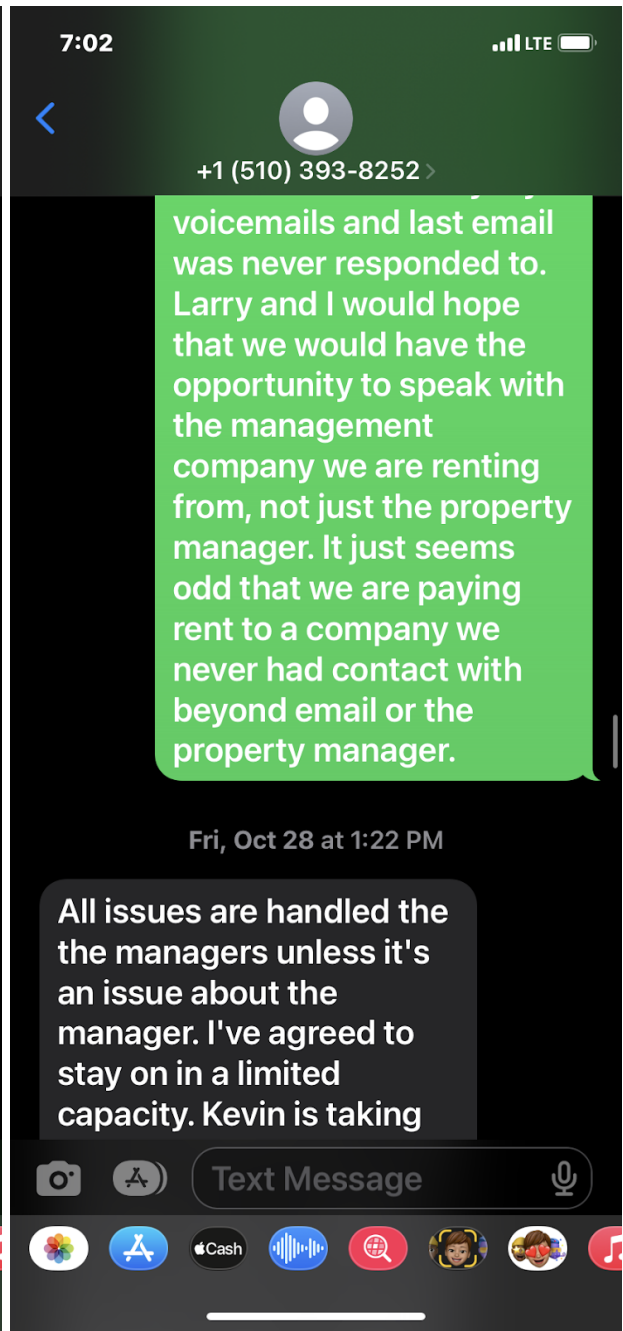 7:02
LTE
+1 (510) 393-8252
voicemails and last email
was never responded to.
Larry and I would hope
that we would have the
opportunity to speak with
the management
company we are renting
from, not just the property
manager. It just seems
odd that we are paying
rent to a company we
never had contact with
beyond email or the
property manager.
Fri, Oct 28 at 1:22 PM
All issues are handled the
the managers unless it's
an issue about the
manager. I've agreed to
stay on in a limited
capacity. Kevin is taking
Text Message
Cash